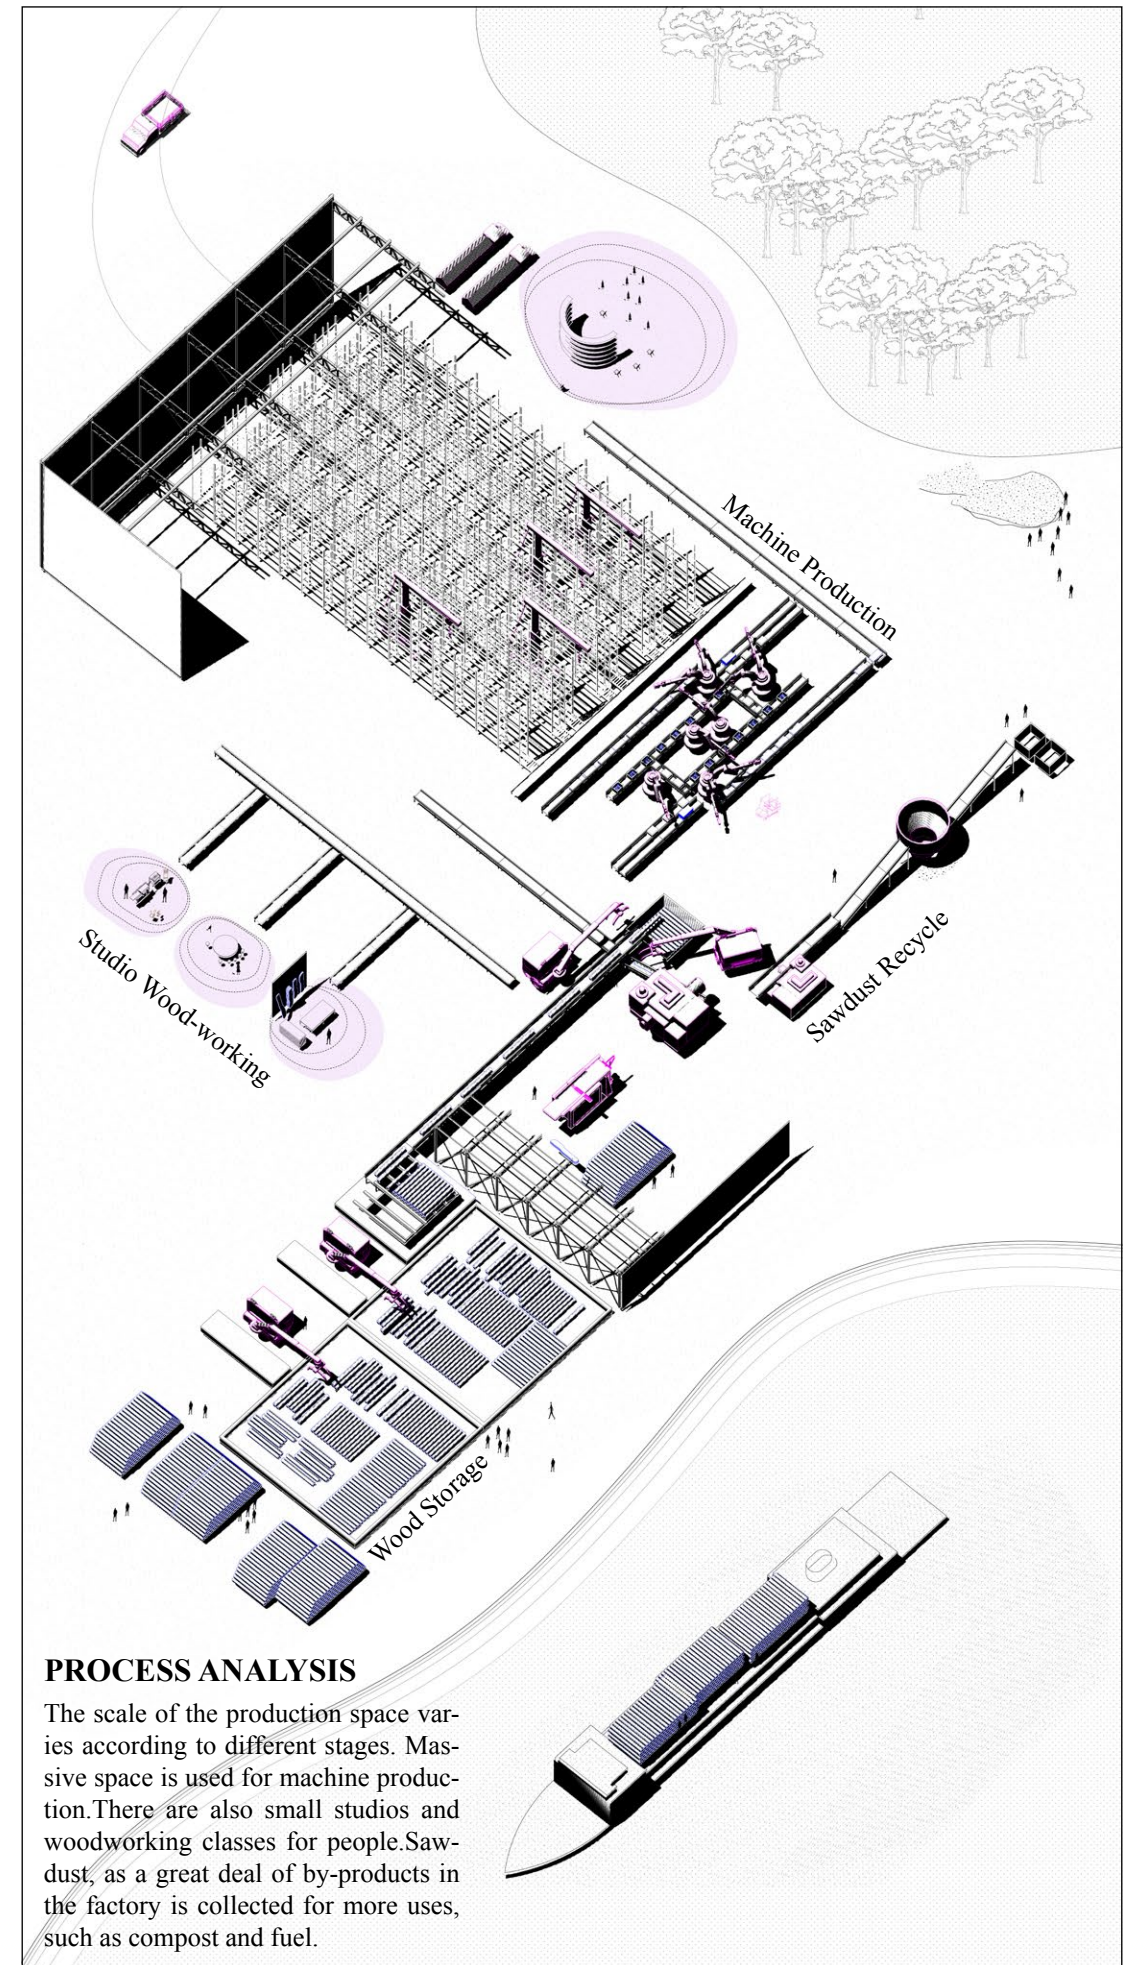 Machine Production
Sawdust Recycle
Studio Wood-working
Wood Storage
PROCESS ANALYSIS
The scale of the production space var-
ies according to different stages. Mas-
sive space is used for machine produc-
tion.There are also small studios and
woodworking classes for people.Saw-
dust, as a great deal of by-products in
the factory is collected for more uses,
such as compost and fuel.